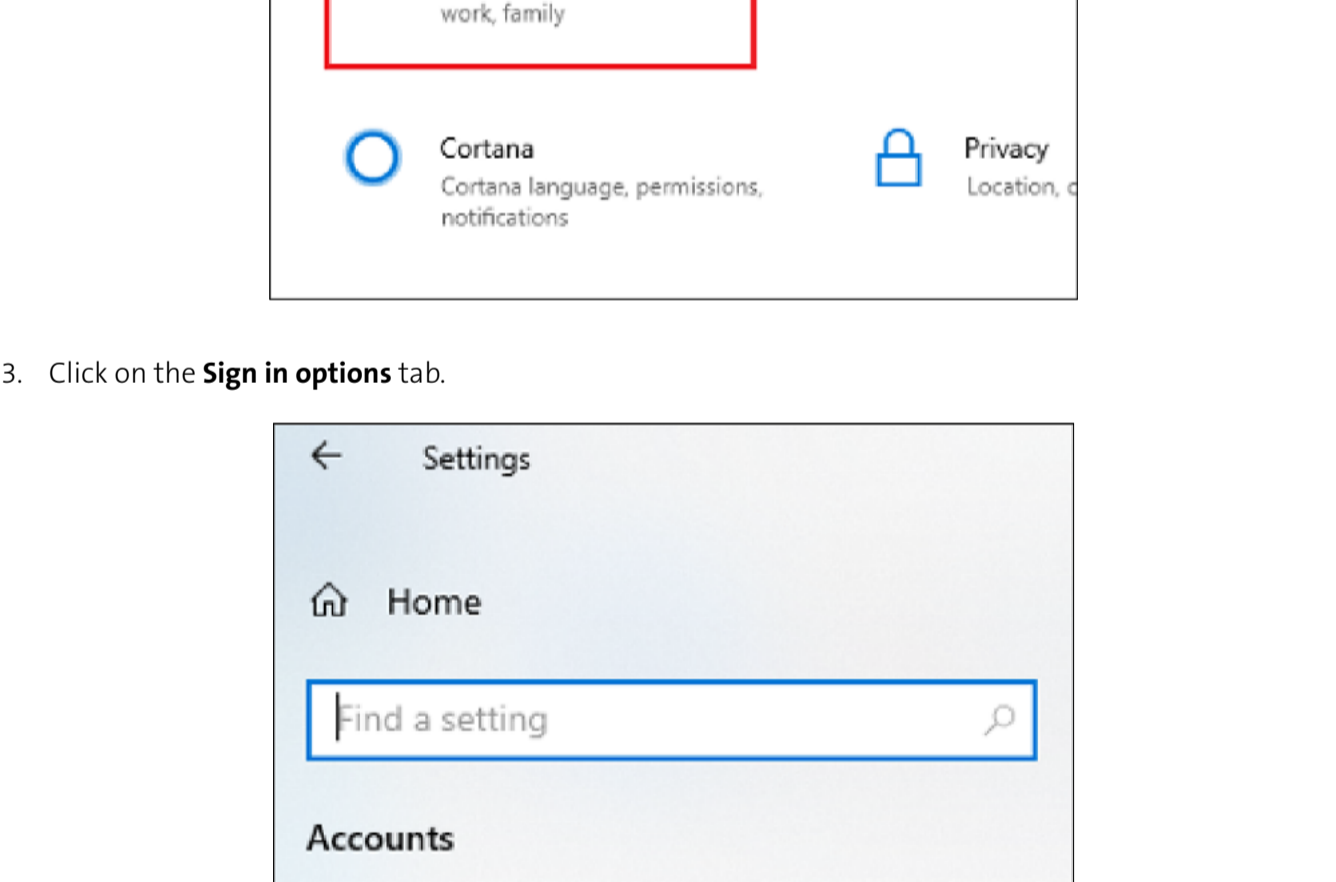 work, family
Cortana
Cortana language, permissions,
notifications
Privacy
Location,
3. Click on the Sign in options tab.
Settings
Home
Find a setting
Accounts